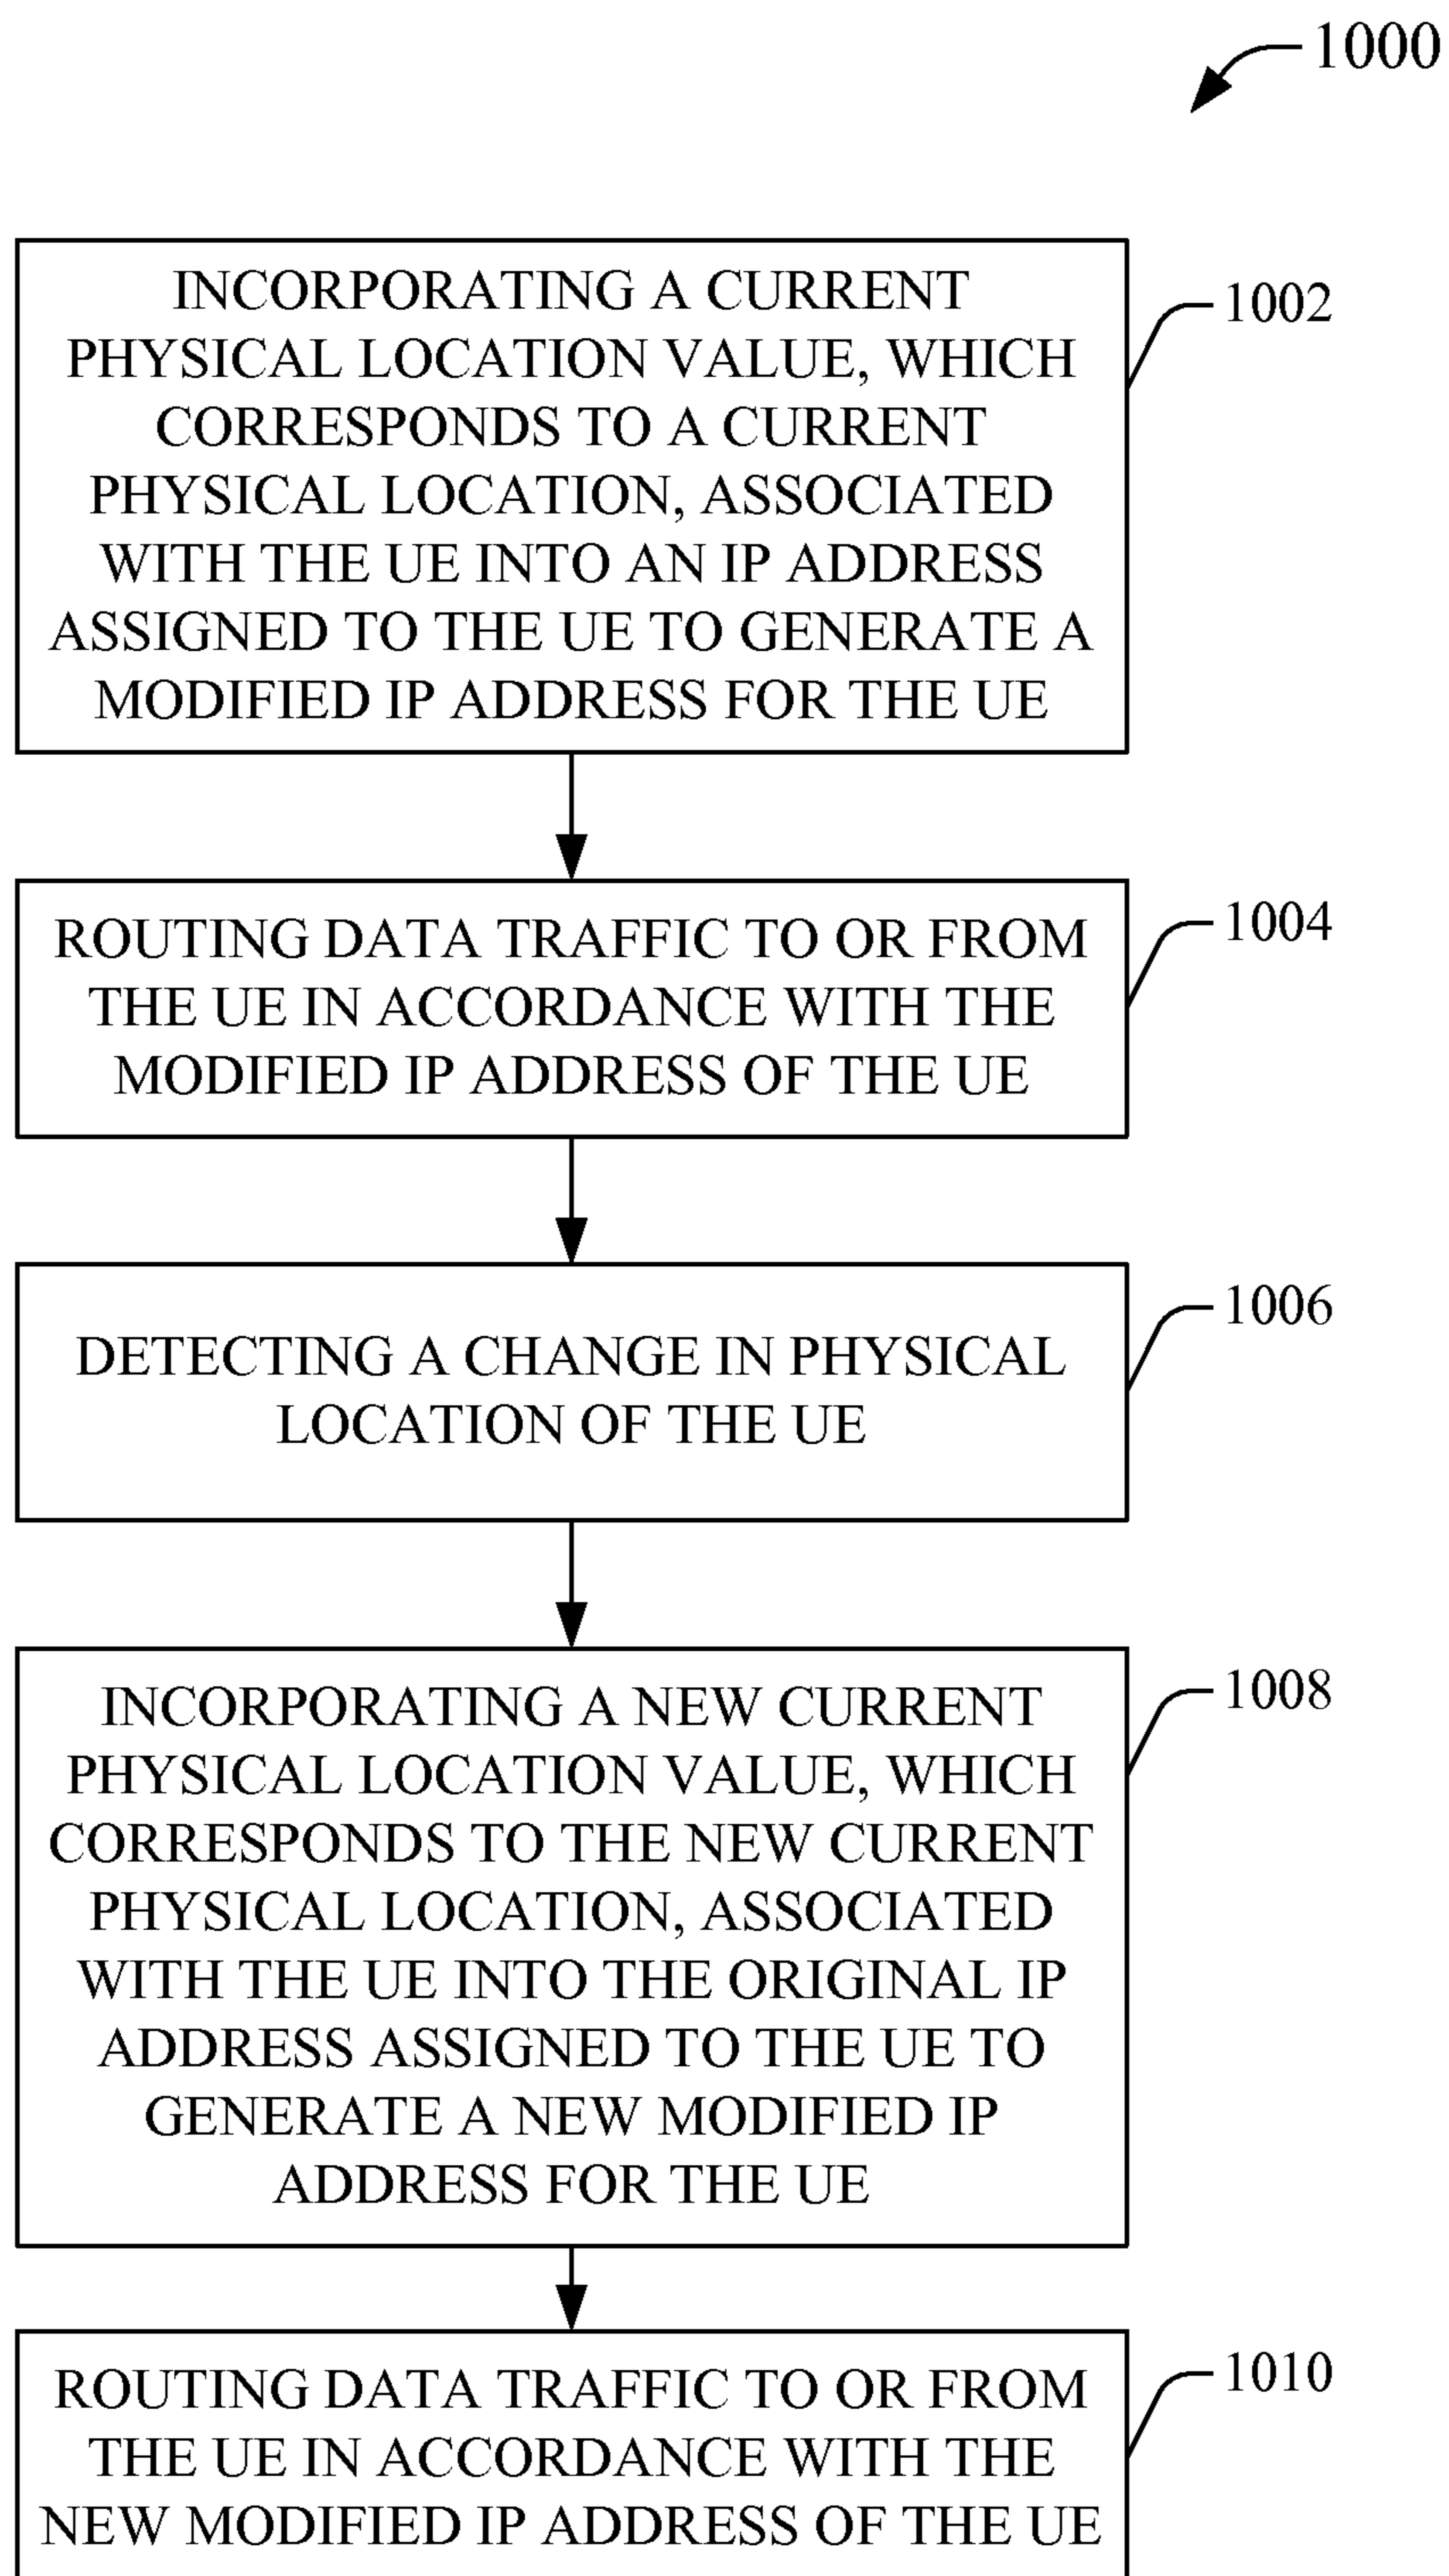 1000
INCORPORATING A CURRENT
PHYSICAL LOCATION VALUE, WHICH
CORRESPONDS TO A CURRENT
PHYSICAL LOCATION, ASSOCIATED
WITH THE UE INTO AN IP ADDRESS
ASSIGNED TO THE UE TO GENERATE A
MODIFIED IP ADDRESS FOR THE UE
1002
ROUTING DATA TRAFFIC TO OR FROM
THE UE IN ACCORDANCE WITH THE
MODIFIED IP ADDRESS OF THE UE
1004
DETECTING A CHANGE IN PHYSICAL
LOCATION OF THE UE
1006
INCORPORATING A NEW CURRENT
PHYSICAL LOCATION VALUE, WHICH
CORRESPONDS TO THE NEW CURRENT
PHYSICAL LOCATION, ASSOCIATED
WITH THE UE INTO THE ORIGINAL IP
ADDRESS ASSIGNED TO THE UE TO
GENERATE A NEW MODIFIED IP
ADDRESS FOR THE UE
1008
ROUTING DATA TRAFFIC TO OR FROM
THE UE IN ACCORDANCE WITH THE
NEW MODIFIED IP ADDRESS OF THE UE
1010